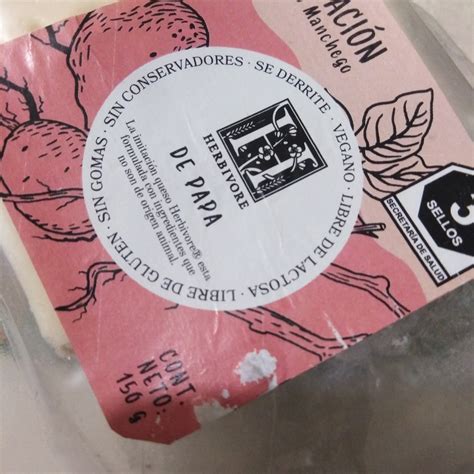 ACIÓN
MANCHEGO
SIN GOMAS · SIN CONSERVADORES · SE DERRITE · VEGANO · LIBRE DE LACTOSA · LIBRE DE GLUTEN ·
H
HERBIVORE
DE PAPA
La imitación queso Herbivore® esta
formulada con ingredientes que
no son de origen animal.
CONT.
NETO:
150 g
3
SELLOS
SECRETARÍA DE SALUD